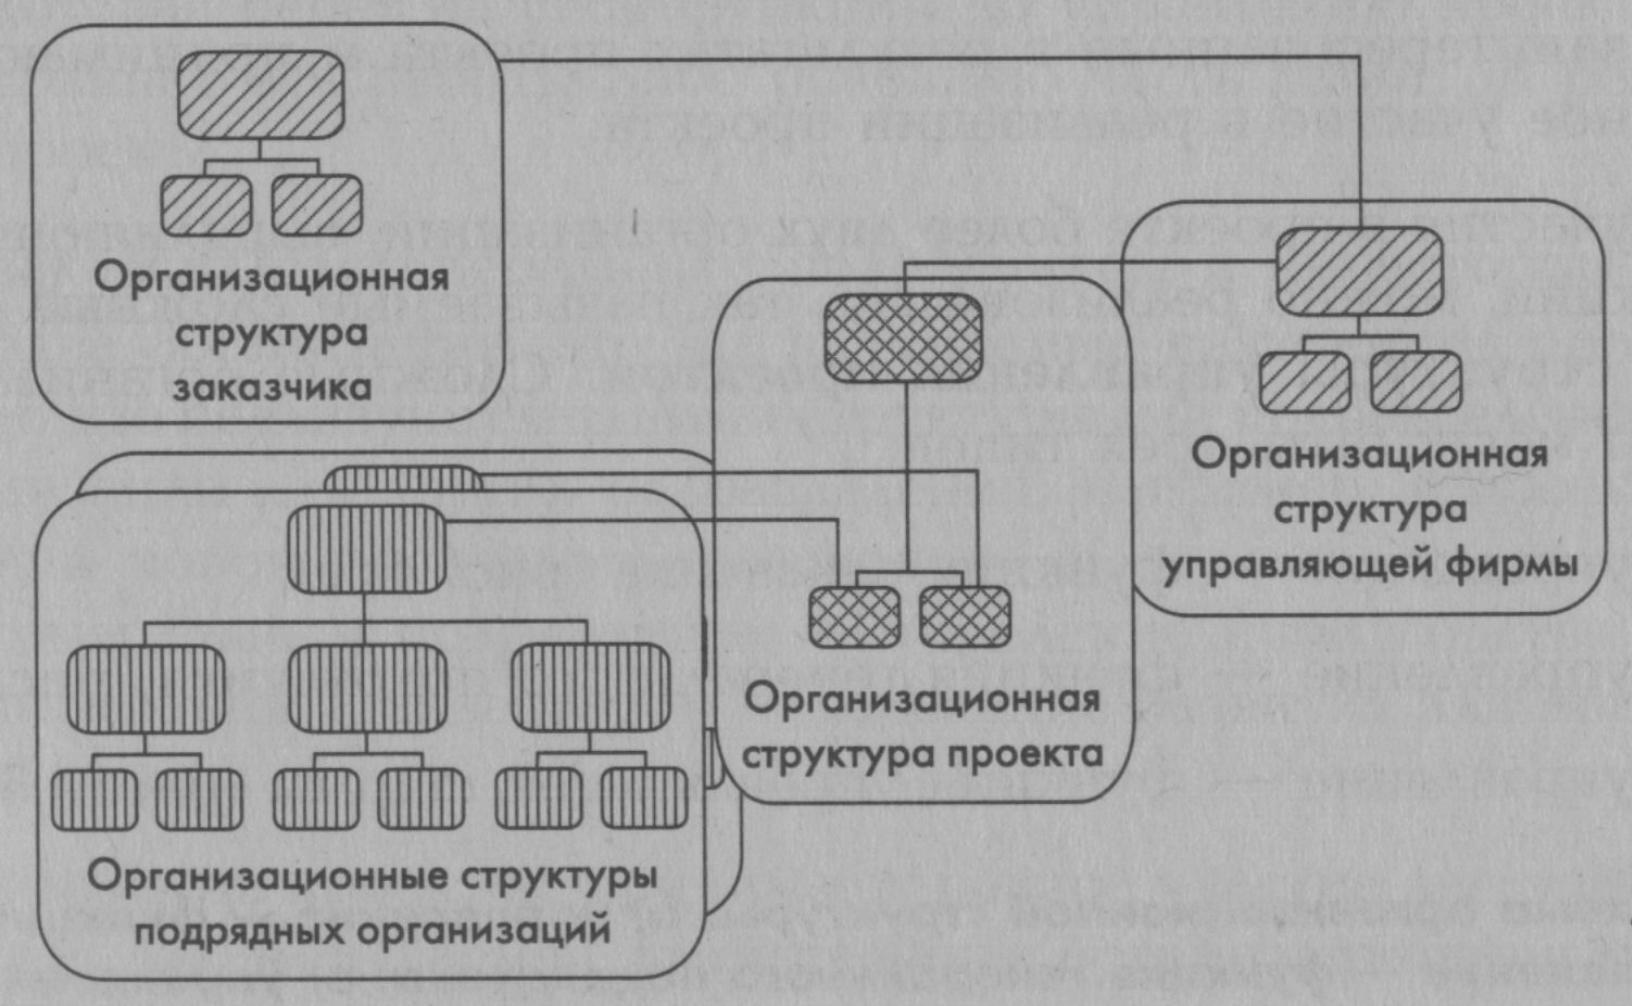 Организационная
структура
заказчика
Организационная
структура
управляющей фирмы
Организационная
структура проекта
Организационные структуры
подрядных организаций